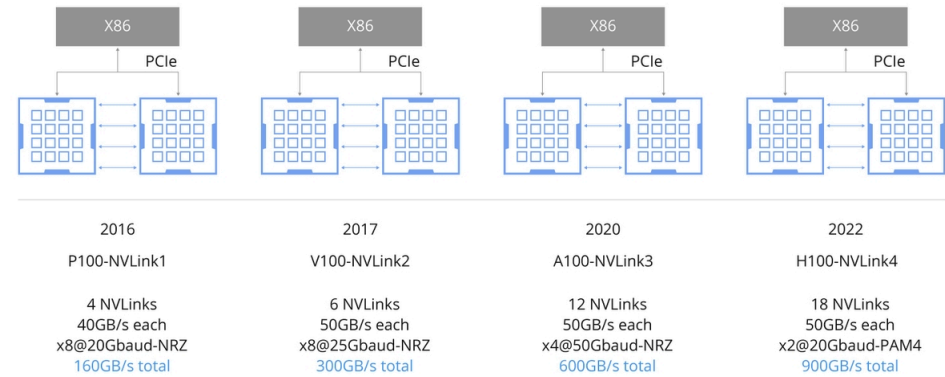 X86
PCIe
2016
P100-NVLink1
4 NVLinks
40GB/s each
x8@20Gbaud-NRZ
160GB/s total
X86
PCIe
2017
V100-NVLink2
6 NVLinks
50GB/s each
x8@25Gbaud-NRZ
300GB/s total
X86
PCIe
2020
A100-NVLink3
12 NVLinks
50GB/s each
x4@50Gbaud-NRZ
600GB/s total
X86
PCIe
2022
H100-NVLink4
18 NVLinks
50GB/s each
x2@20Gbaud-PAM4
900GB/s total